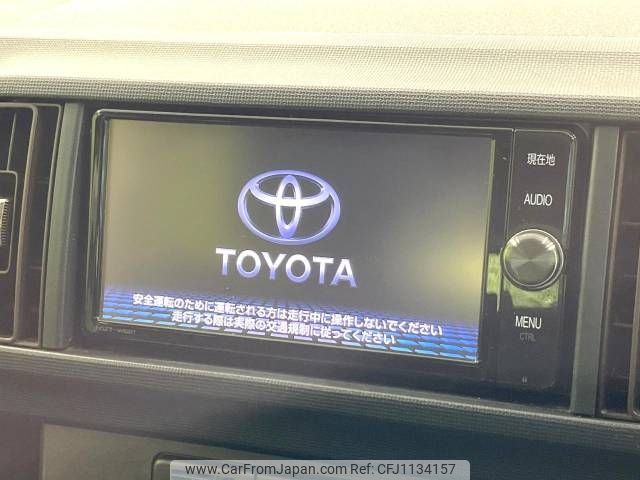 現在地
AUDIO
TOYOTA
MENU
CTRL
安全運転のために運転される方は走行中に操作しないでください
走行する際は実際の交通規制に従ってください
www.CarFromJapan.com - Stock No. CFJ1134157